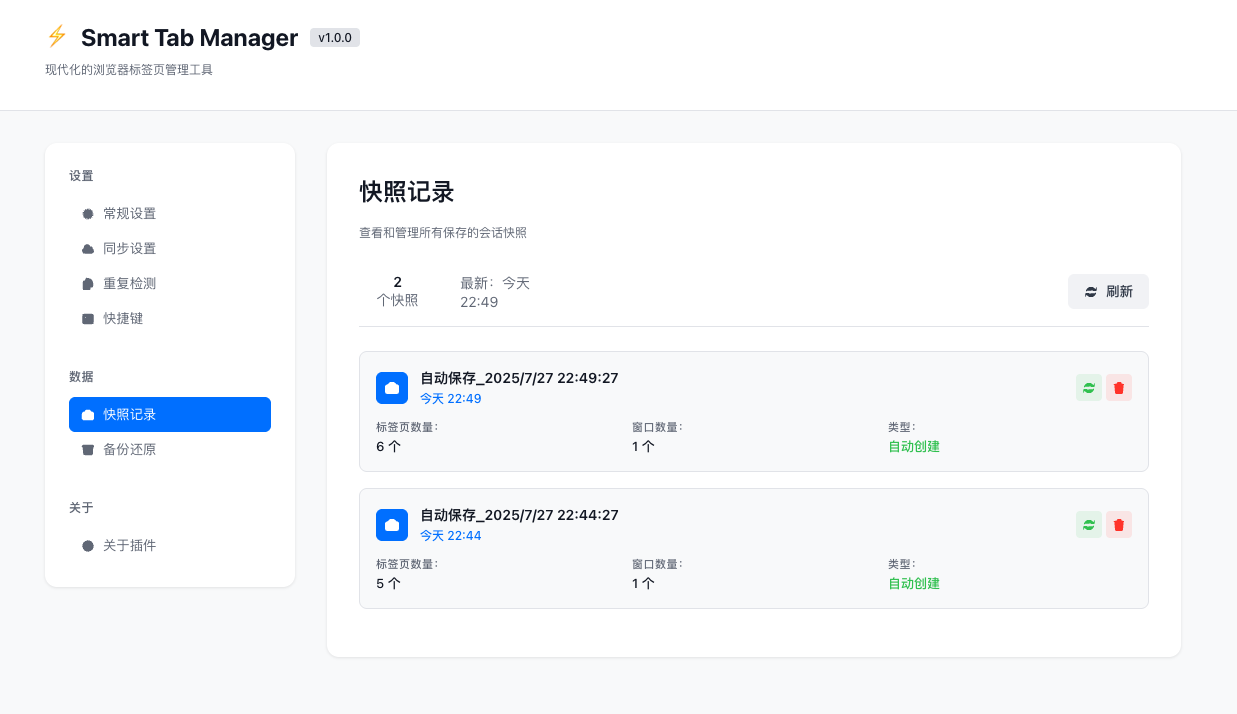 Smart Tab Manager v1.0.0
现代化的浏览器标签页管理工具
设置
常规设置
同步设置
重复检测
快捷键
数据
快照记录
备份还原
关于
关于插件
快照记录
查看和管理所有保存的会话快照
2
个快照
最新：今天
22:49
刷新
自动保存_2025/7/27 22:49:27
今天 22:49
标签页数量：
6 个
窗口数量：
1 个
类型：
自动创建
自动保存_2025/7/27 22:44:27
今天 22:44
标签页数量：
5 个
窗口数量：
1 个
类型：
自动创建